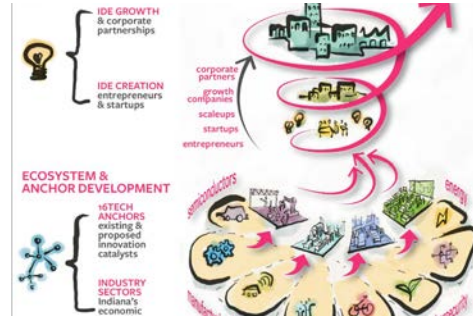 IDE GROWTH
& corporate
partnerships
IDE CREATION
entrepreneurs
& startups
corporate
partners
growth
companies
scaleups
startups
entrepreneurs
ECOSYSTEM &
ANCHOR DEVELOPMENT
16TECH
ANCHORS
existing &
proposed
innovation
catalysts
INDUSTRY
SECTORS
Indiana's
economic
semiconductors
energy